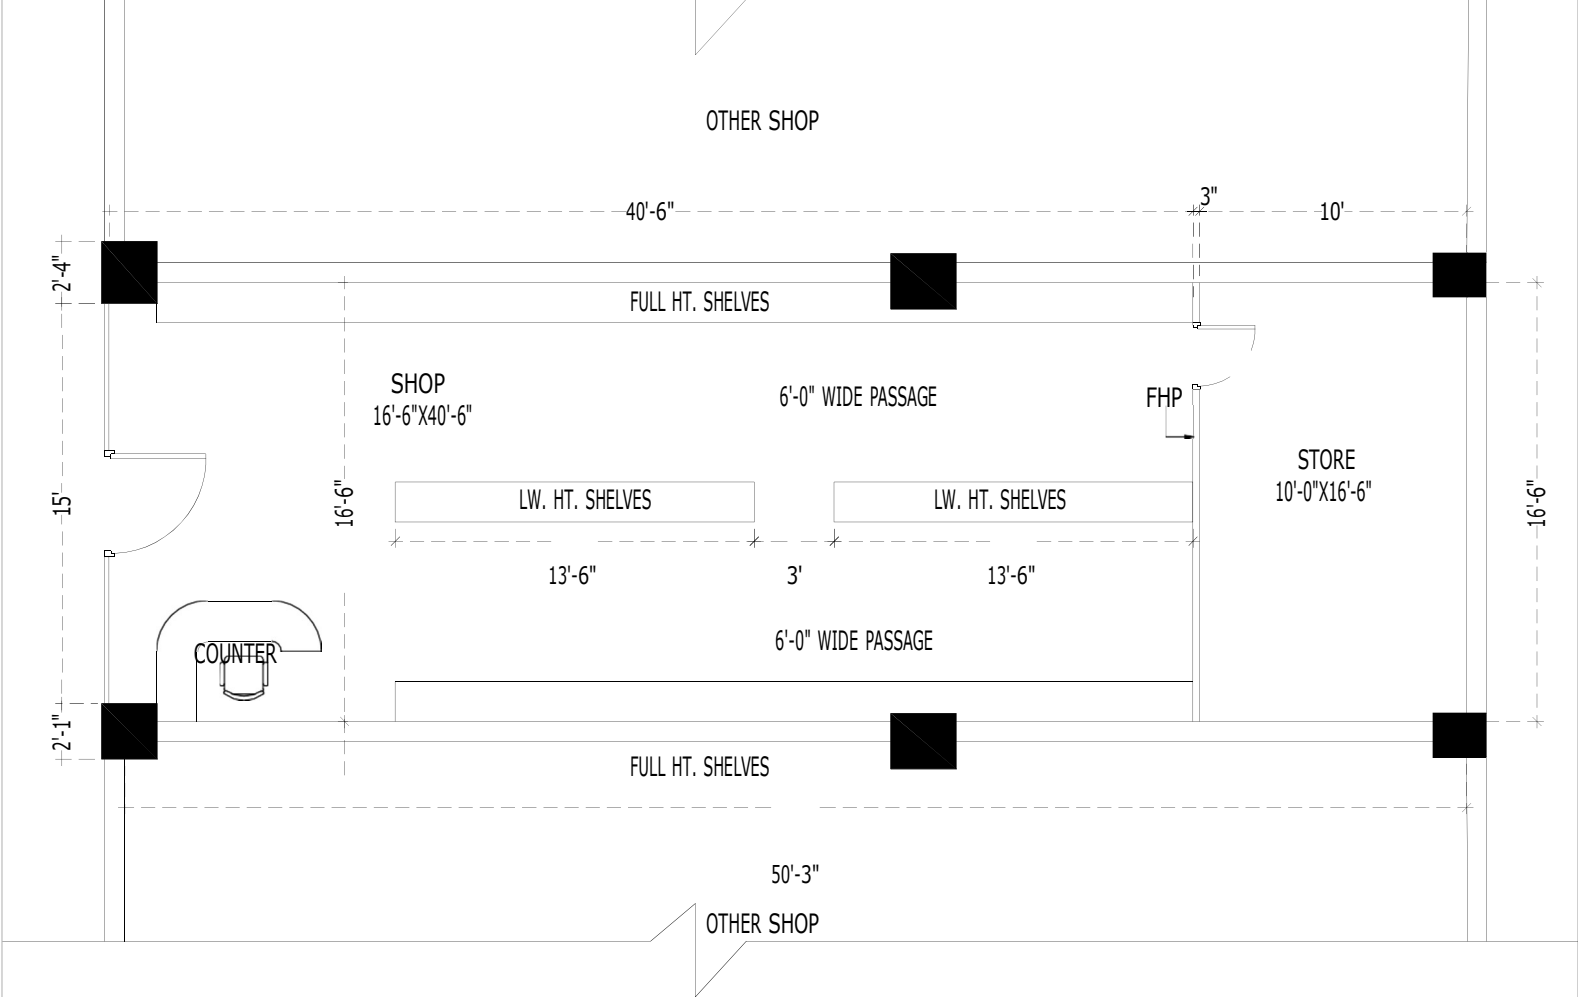 OTHER SHOP
3"
40'-6"
10'
2'-4"
FULL HT. SHELVES
SHOP
16'-6"X40'-6"
6'-0" WIDE PASSAGE
FHP
STORE
10'-0"X16'-6"
15'
16'-6"
LW. HT. SHELVES
LW. HT. SHELVES
16'-6"
13'-6"
3'
13'-6"
COUNTER
6'-0" WIDE PASSAGE
2'-1"
FULL HT. SHELVES
50'-3"
OTHER SHOP